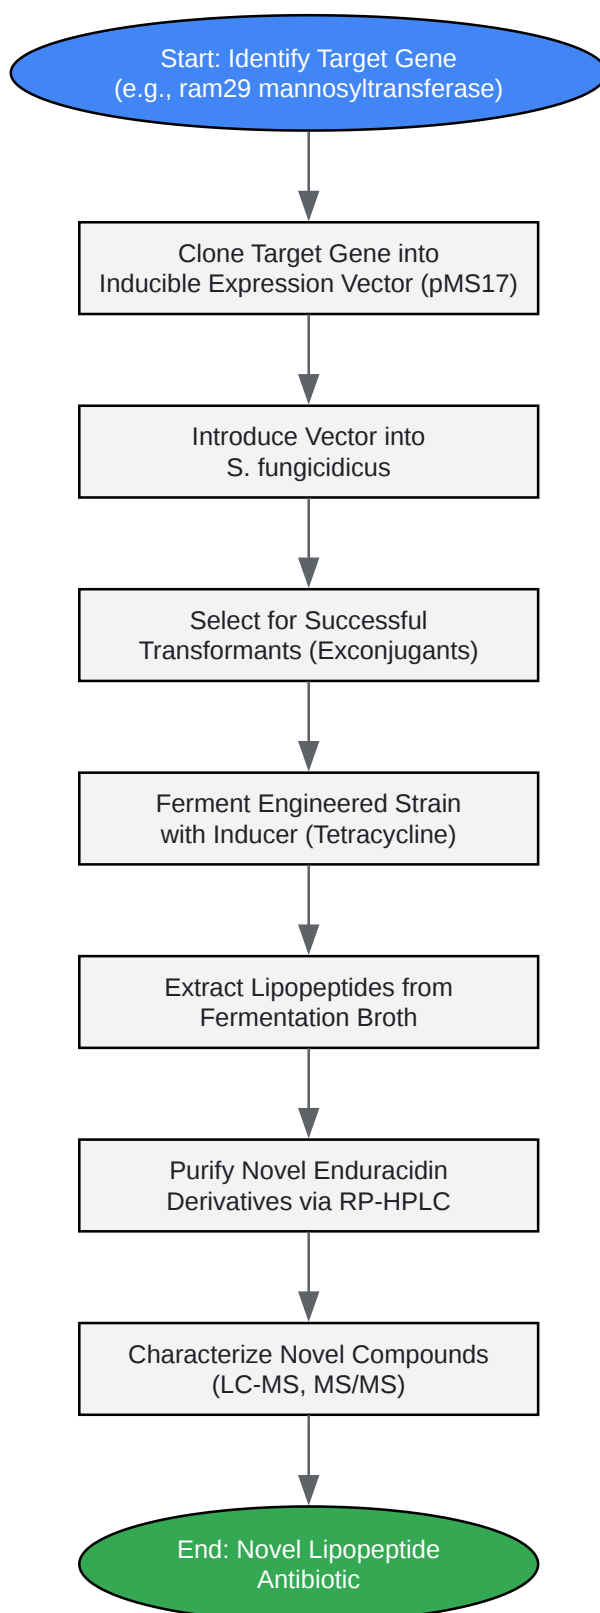 Start: Identify Target Gene
(e.g., ram29 mannosyltransferase)
Clone Target Gene into
Inducible Expression Vector (pMS17)
Introduce Vector into
S. fungicidicus
Select for Successful
Transformants (Exconjugants)
Ferment Engineered Strain
with Inducer (Tetracycline)
Extract Lipopeptides from
Fermentation Broth
Purify Novel Enduracidin
Derivatives via RP-HPLC
Characterize Novel Compounds
(LC-MS, MS/MS)
End: Novel Lipopeptide
Antibiotic